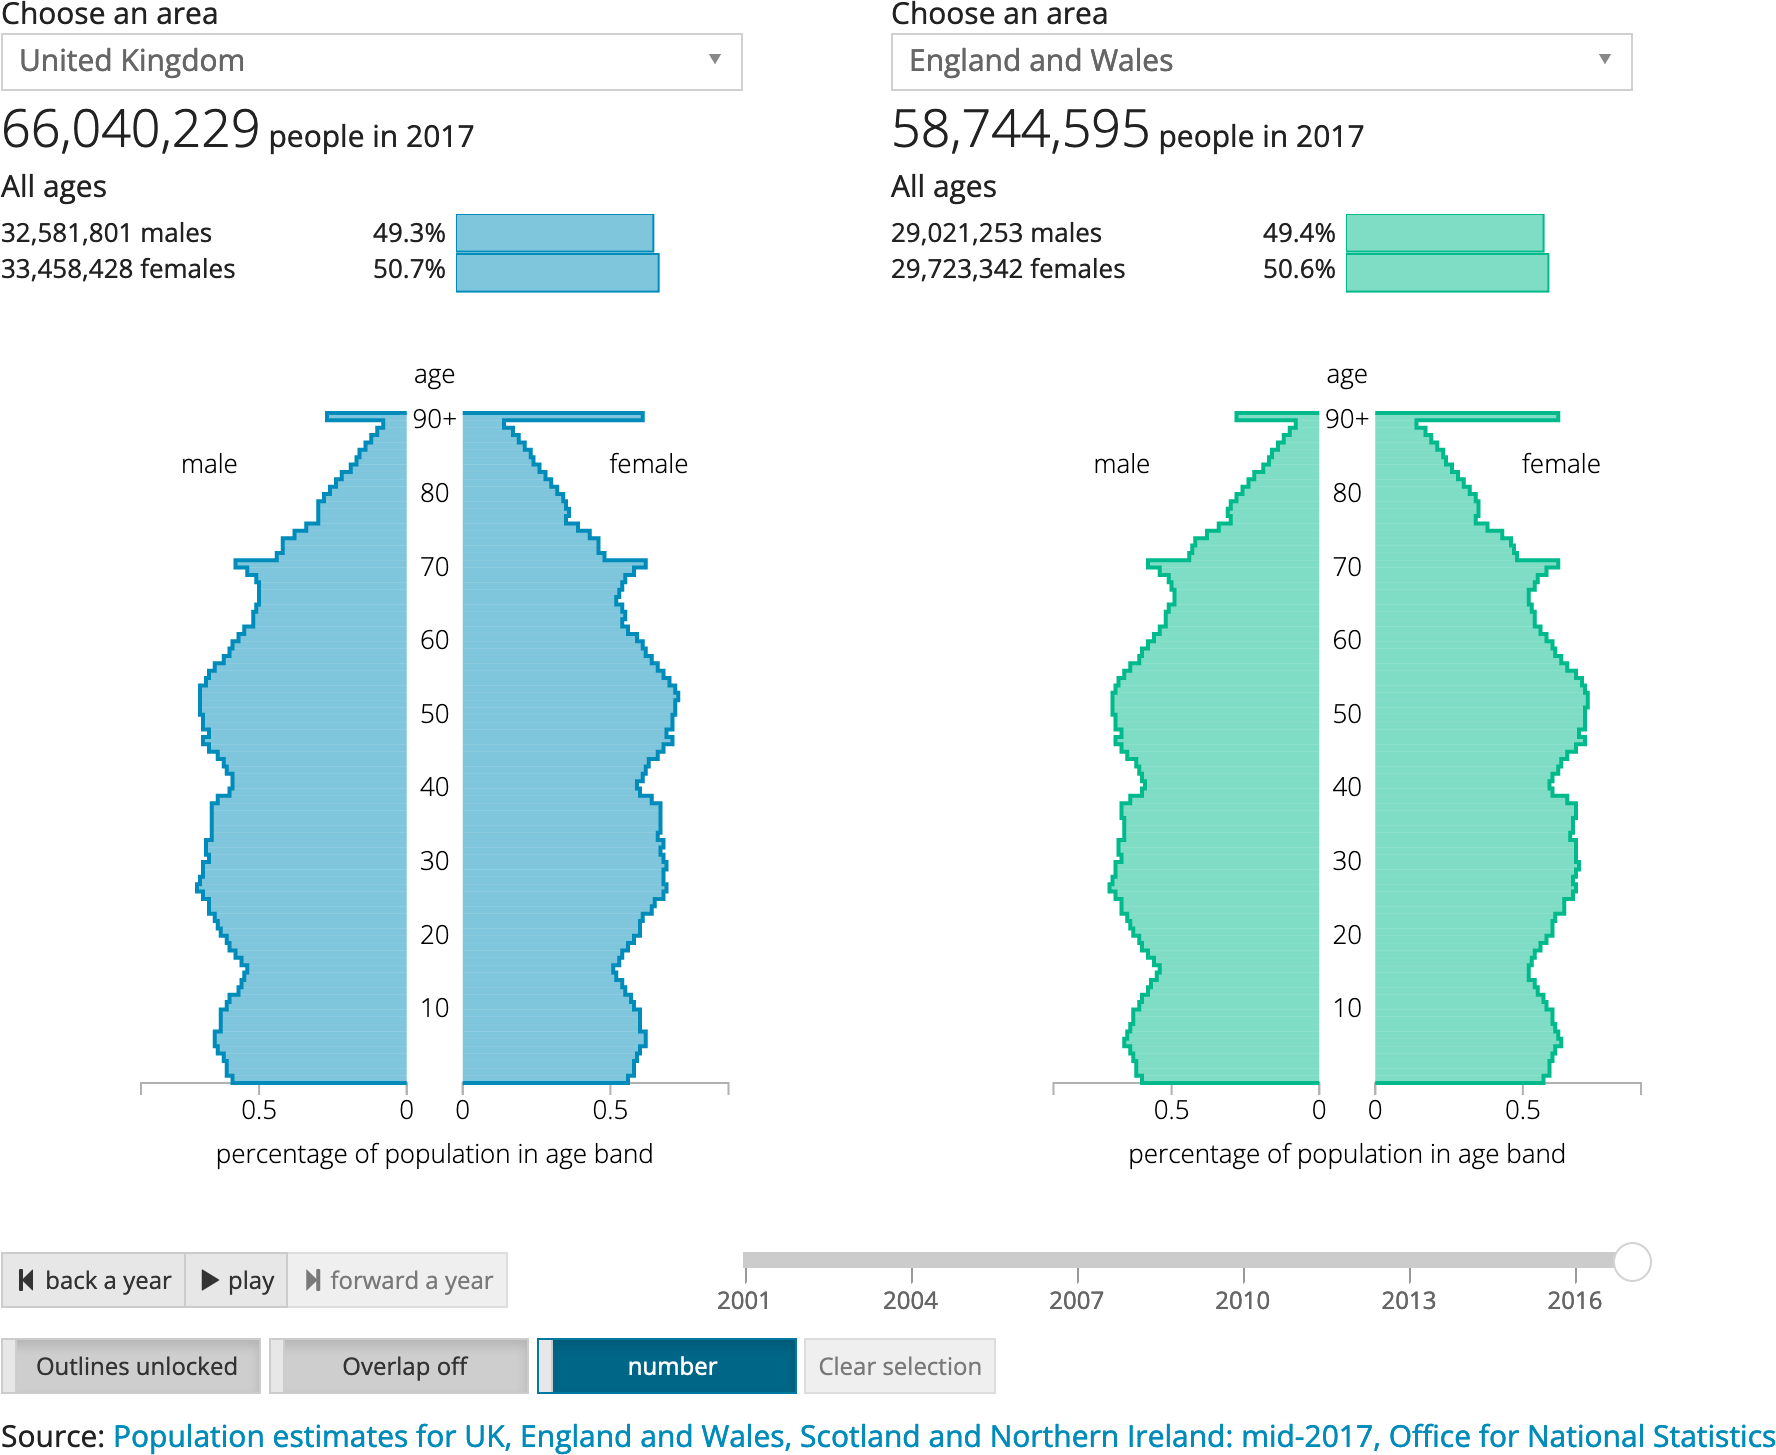 Choose an area
United Kingdom
66,040,229 people in 2017
All ages
32,581,801 males 49.3%
33,458,428 females 50.7%
age
90+
male
female
80
70
60
50
40
30
20
10
0.5 0 0 0.5
percentage of population in age band
Choose an area
England and Wales
58,744,595 people in 2017
All ages
29,021,253 males 49.4%
29,723,342 females 50.6%
age
90+
male
female
80
70
60
50
40
30
20
10
0.5 0 0 0.5
percentage of population in age band
back a year play forward a year
2001 2004 2007 2010 2013 2016
Outlines unlocked Overlap off number Clear selection
Source: Population estimates for UK, England and Wales, Scotland and Northern Ireland: mid-2017, Office for National Statistics